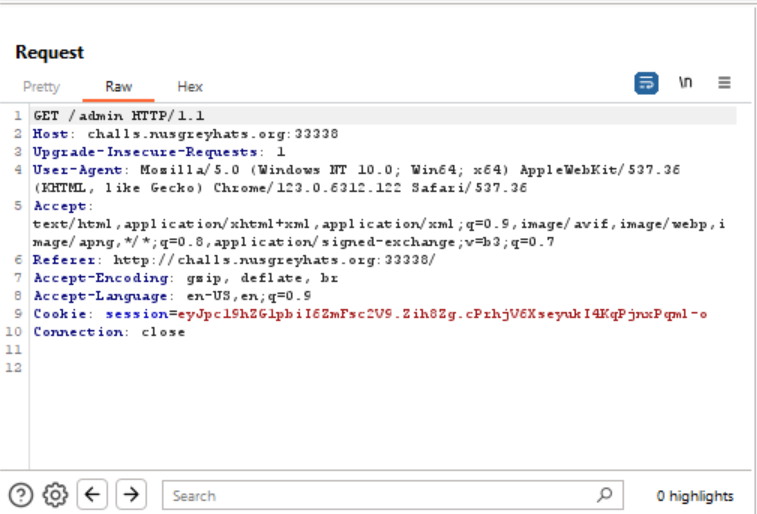 Request
Pretty Raw Hex \n
1 GET /admin HTTP/1.1
2 Host: challs.nusgreyhats.org:33338
3 Upgrade-Insecure-Requests: 1
4 User-Agent: Mozilla/5.0 (Windows NT 10.0; Win64; x64) AppleWebKit/537.36
(KHTML, like Gecko) Chrome/123.0.6312.122 Safari/537.36
5 Accept:
text/html,application/xhtml+xml,application/xml;q=0.9,image/avif,image/webp,i
mage/apng,*/*;q=0.8,application/signed-exchange;v=b3;q=0.7
6 Referer: http://challs.nusgreyhats.org:33338/
7 Accept-Encoding: gzip, deflate, br
8 Accept-Language: en-US,en;q=0.9
9 Cookie: session=eyJpc19hZG1pbiI6ZmFsc2V9.Zih8Zg.cPrhjV6XseyukI4KqPjnxPqml-o
10 Connection: close
11
12
Search 0 highlights